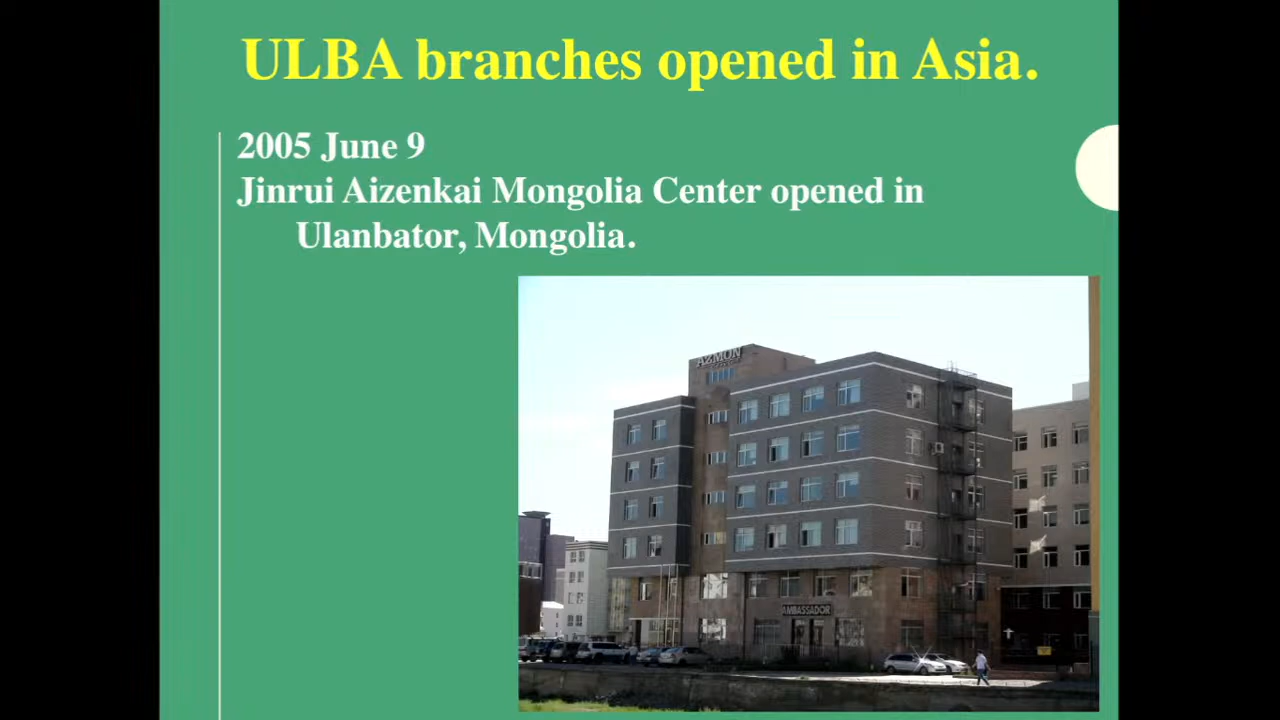 ULBA branches opened in Asia.
2005 June 9
Jinrui Aizenkai Mongolia Center opened in
Ulanbator, Mongolia.
AZMON
AMBASSADOR